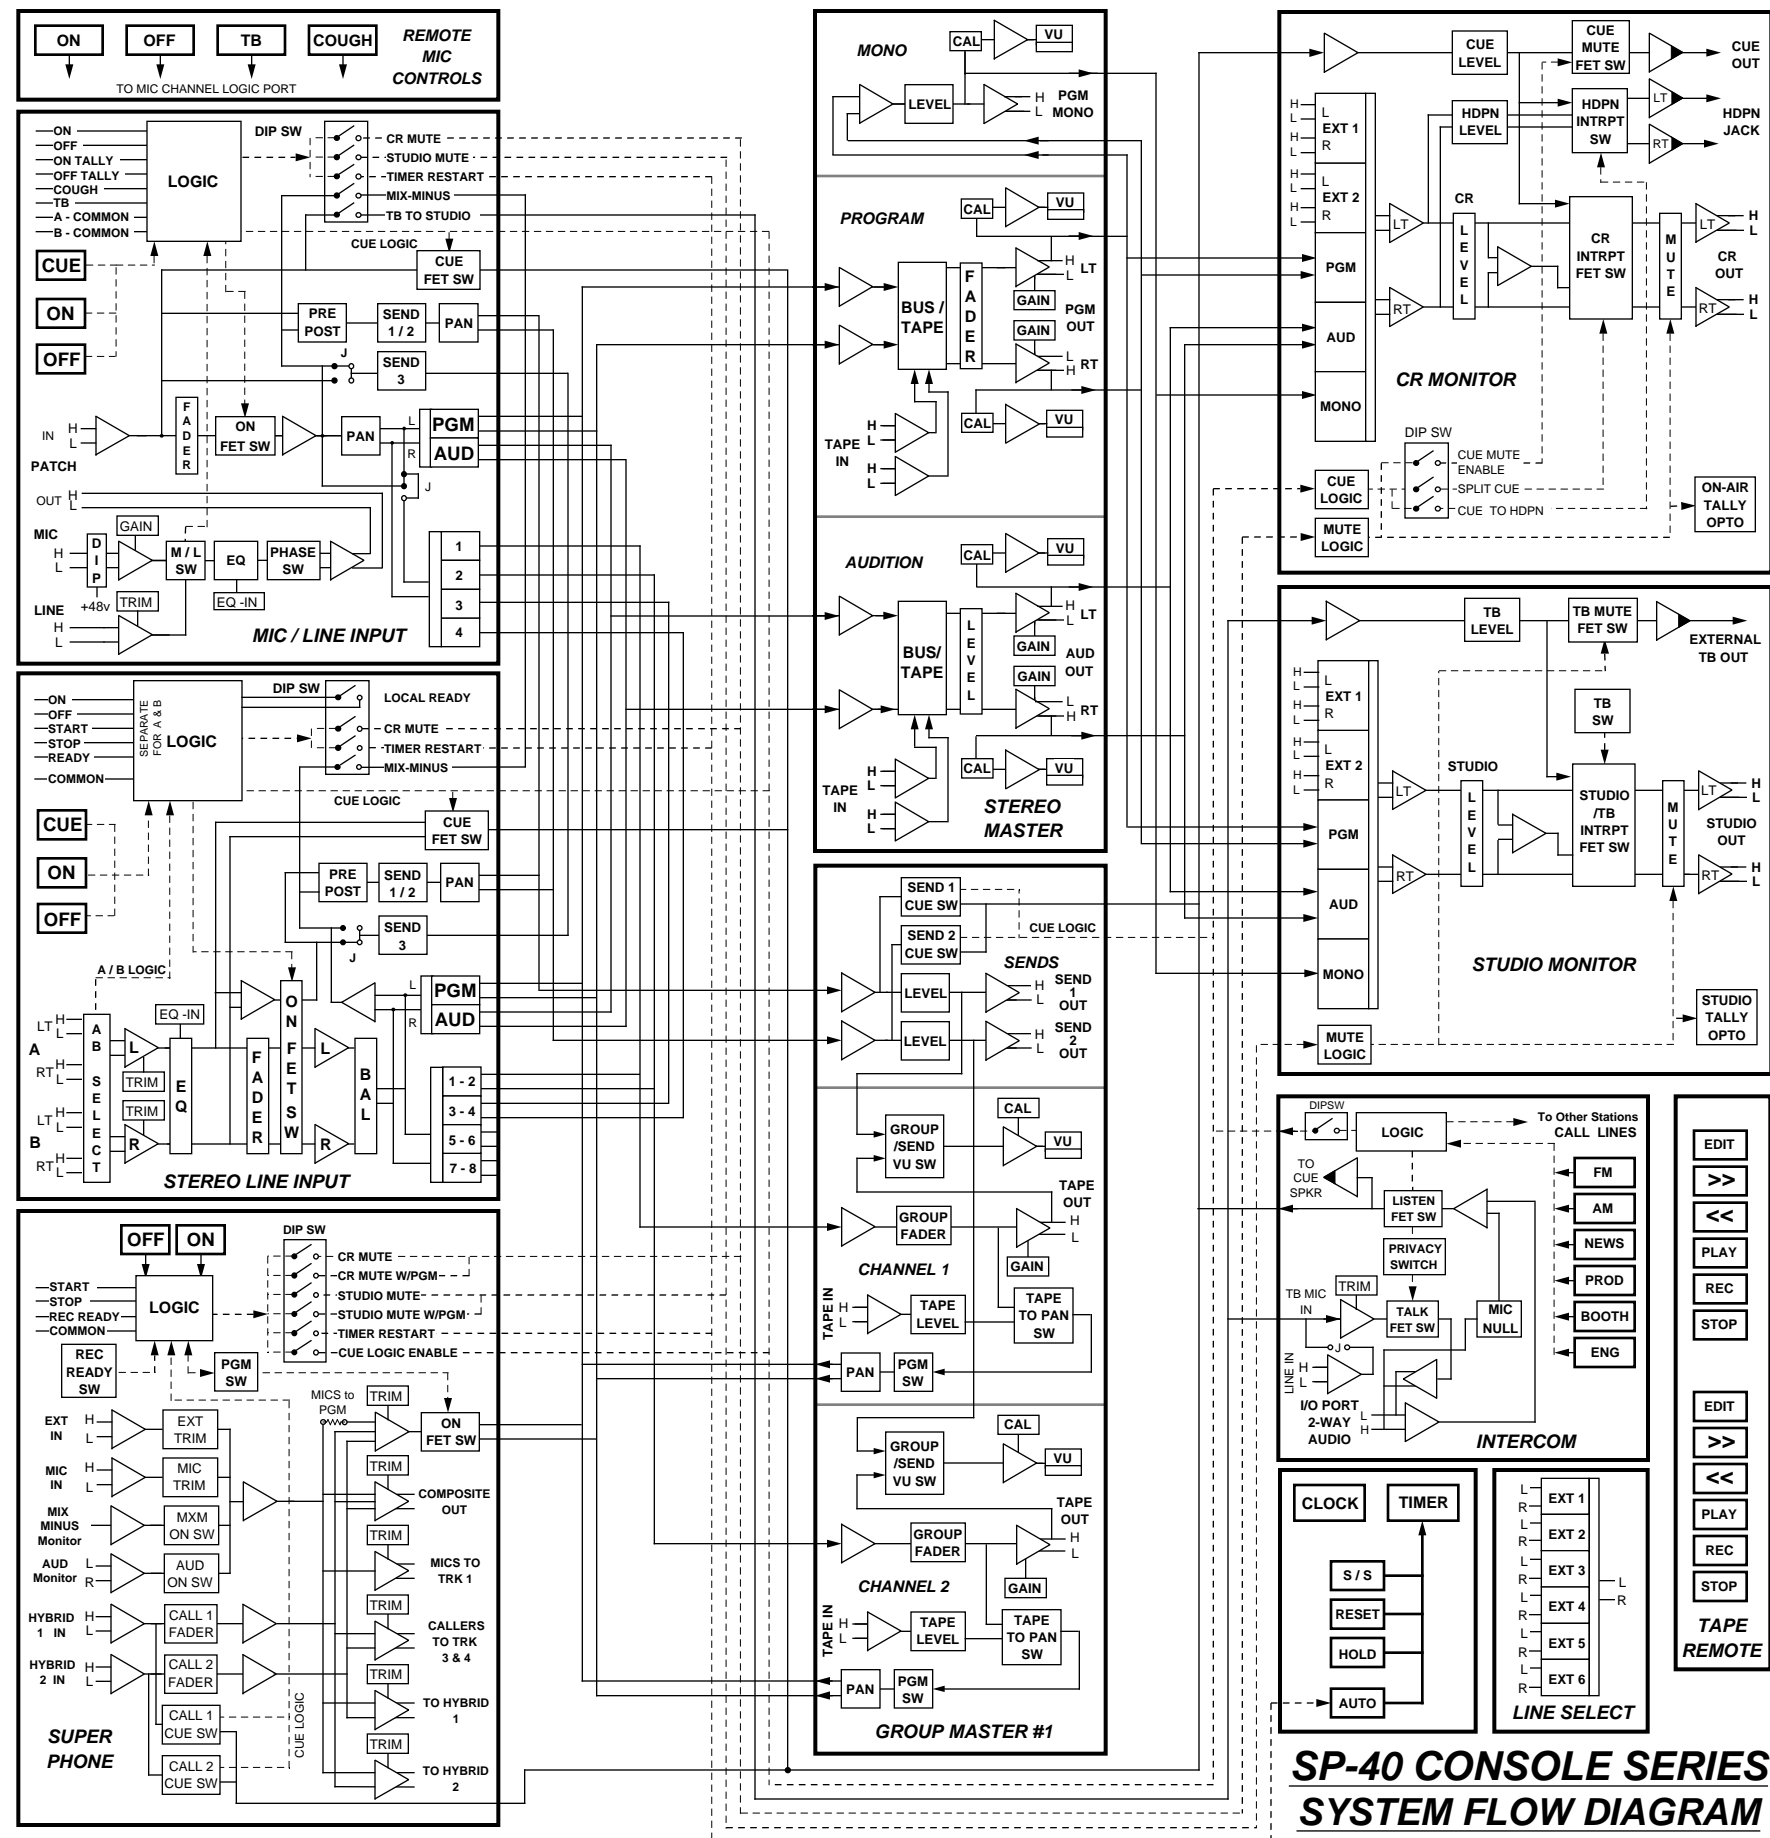 ON
OFF
TB
COUGH
REMOTE
MIC
CONTROLS
TO MIC CHANNEL LOGIC PORT
ON
OFF
ON TALLY
OFF TALLY
COUGH
TB
A - COMMON
B - COMMON
LOGIC
DIP SW
CR MUTE
STUDIO MUTE
TIMER RESTART
MIX-MINUS
TB TO STUDIO
CUE LOGIC
CUE
FET SW
CUE
ON
OFF
PRE
POST
SEND
1 / 2
PAN
J
SEND
3
IN
H
L
PATCH
FADER
ON
FET SW
PAN
L
R
PGM
AUD
J
OUT
H
L
MIC
H
L
DIP
+48v
GAIN
M / L
SW
EQ
EQ -IN
PHASE
SW
LINE
H
L
TRIM
1
2
3
4
MIC / LINE INPUT
ON
OFF
START
STOP
READY
COMMON
SEPARATE
FOR A & B
LOGIC
DIP SW
LOCAL READY
CR MUTE
TIMER RESTART
MIX-MINUS
CUE LOGIC
CUE
FET SW
CUE
ON
OFF
PRE
POST
SEND
1 / 2
PAN
SEND
3
J
A / B LOGIC
A
LT
H
L
RT
H
L
B
LT
H
L
RT
H
L
AB SELECT
L
TRIM
TRIM
R
EQ -IN
EQ
FADER
ON FET SW
L
R
BAL
L
R
PGM
AUD
1 - 2
3 - 4
5 - 6
7 - 8
STEREO LINE INPUT
OFF
ON
START
STOP
REC READY
COMMON
LOGIC
DIP SW
CR MUTE
CR MUTE W/PGM
STUDIO MUTE
STUDIO MUTE W/PGM
TIMER RESTART
CUE LOGIC ENABLE
REC
READY
SW
PGM
SW
MICS to
PGM
TRIM
ON
FET SW
EXT
IN
H
L
EXT
TRIM
MIC
IN
H
L
MIC
TRIM
MIX
MINUS
Monitor
MXM
ON SW
AUD
Monitor
L
R
AUD
ON SW
HYBRID
1 IN
H
L
CALL 1
FADER
HYBRID
2 IN
H
L
CALL 2
FADER
CALL 1
CUE SW
CALL 2
CUE SW
CUE LOGIC
TRIM
COMPOSITE
OUT
TRIM
MICS TO
TRK 1
TRIM
CALLERS
TO TRK
3 & 4
TRIM
TO HYBRID
1
TRIM
TO HYBRID
2
SUPER
PHONE
MONO
CAL
VU
LEVEL
H
L
PGM
MONO
PROGRAM
CAL
VU
BUS /
TAPE
FADER
H
L
LT
GAIN
PGM
OUT
GAIN
L
H
RT
CAL
VU
TAPE
IN
H
L
H
L
AUDITION
CAL
VU
BUS/
TAPE
LEVEL
H
L
LT
GAIN
AUD
OUT
GAIN
L
H
RT
CAL
VU
TAPE
IN
H
L
H
L
STEREO
MASTER
SEND 1
CUE SW
SEND 2
CUE SW
CUE LOGIC
SENDS
LEVEL
H
L
SEND
1
OUT
LEVEL
H
L
SEND
2
OUT
GROUP
/SEND
VU SW
CAL
VU
TAPE
OUT
H
L
GROUP
FADER
GAIN
CHANNEL 1
TAPE IN
H
L
TAPE
LEVEL
TAPE
TO PAN
SW
PAN
PGM
SW
GROUP
/SEND
VU SW
CAL
VU
TAPE
OUT
H
L
GROUP
FADER
GAIN
CHANNEL 2
TAPE IN
H
L
TAPE
LEVEL
TAPE
TO PAN
SW
PAN
PGM
SW
GROUP MASTER #1
CUE
LEVEL
CUE
MUTE
FET SW
CUE
OUT
H
L
H
L
L
EXT 1
R
HDPN
LEVEL
HDPN
INTRPT
SW
LT
RT
HDPN
JACK
H
L
H
L
L
EXT 2
R
PGM
AUD
MONO
LT
RT
CR
LEVEL
CR
INTRPT
FET SW
MUTE
LT
H
L
CR
OUT
RT
H
L
CR MONITOR
DIP SW
CUE MUTE
ENABLE
SPLIT CUE
CUE TO HDPN
CUE
LOGIC
MUTE
LOGIC
ON-AIR
TALLY
OPTO
TB
LEVEL
TB MUTE
FET SW
EXTERNAL
TB OUT
H
L
H
L
L
EXT 1
R
TB
SW
H
L
H
L
L
EXT 2
R
PGM
AUD
MONO
LT
RT
STUDIO
LEVEL
STUDIO
/TB
INTRPT
FET SW
MUTE
LT
H
L
STUDIO
OUT
RT
H
L
STUDIO MONITOR
MUTE
LOGIC
STUDIO
TALLY
OPTO
DIPSW
LOGIC
To Other Stations
CALL LINES
TO
CUE
SPKR
LISTEN
FET SW
PRIVACY
SWITCH
FM
AM
NEWS
PROD
BOOTH
ENG
TB MIC
IN
TRIM
TALK
FET SW
MIC
NULL
J
LINE IN
H
L
I/O PORT
2-WAY
AUDIO
L
H
INTERCOM
EDIT
>>
<<
PLAY
REC
STOP
EDIT
>>
<<
PLAY
REC
STOP
TAPE
REMOTE
CLOCK
TIMER
S / S
RESET
HOLD
AUTO
L
R
EXT 1
L
R
EXT 2
L
R
EXT 3
L
R
EXT 4
L
R
EXT 5
L
R
EXT 6
L
R
LINE SELECT
SP-40 CONSOLE SERIES
SYSTEM FLOW DIAGRAM